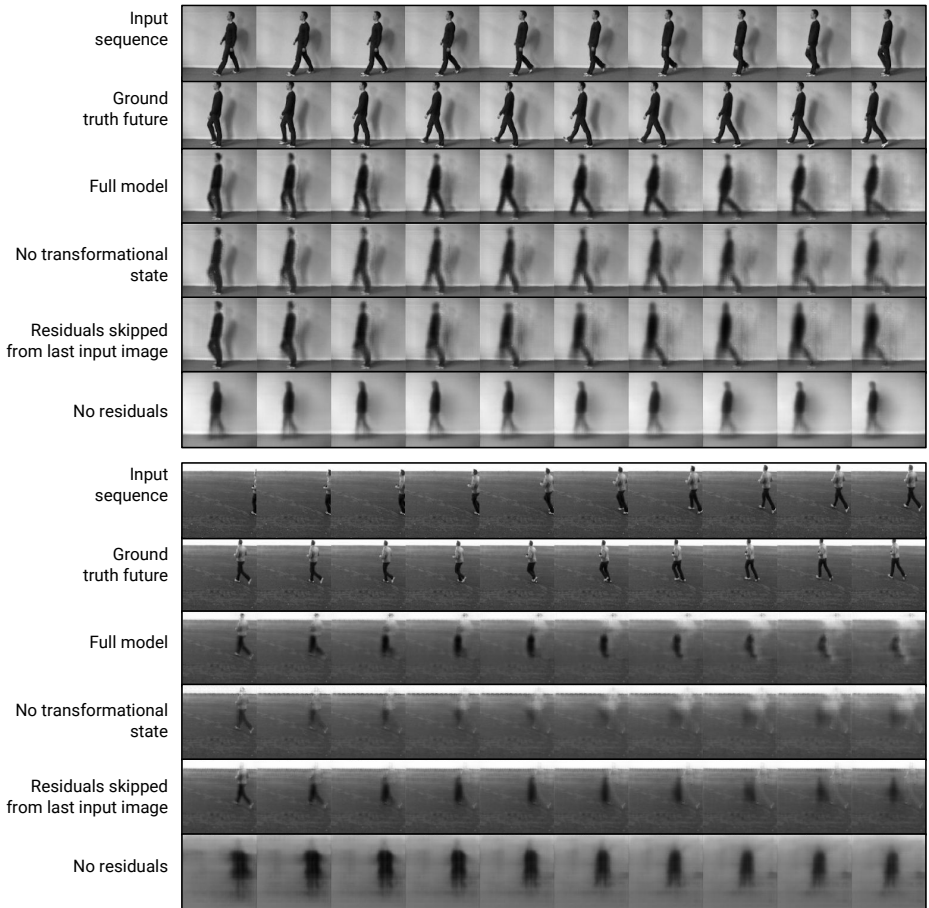 Input
sequence
Ground
truth future
Full model
No transformational
state
Residuals skipped
from last input image
No residuals
Input
sequence
Ground
truth future
Full model
No transformational
state
Residuals skipped
from last input image
No residuals